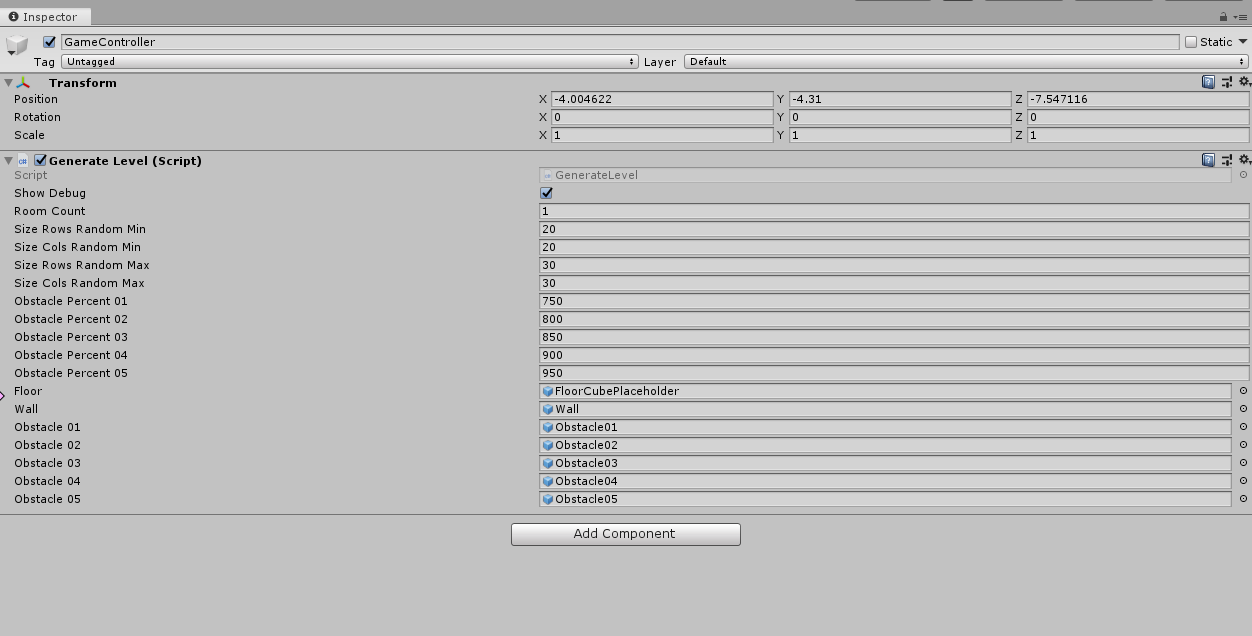 Inspector
GameController Static
Tag Untagged Layer Default
Transform
Position X -4.004622 Y -4.31 Z -7.547116
Rotation X 0 Y 0 Z 0
Scale X 1 Y 1 Z 1
Generate Level (Script)
Script GenerateLevel
Show Debug
Room Count 1
Size Rows Random Min 20
Size Cols Random Min 20
Size Rows Random Max 30
Size Cols Random Max 30
Obstacle Percent 01 750
Obstacle Percent 02 800
Obstacle Percent 03 850
Obstacle Percent 04 900
Obstacle Percent 05 950
Floor FloorCubePlaceholder
Wall Wall
Obstacle 01 Obstacle01
Obstacle 02 Obstacle02
Obstacle 03 Obstacle03
Obstacle 04 Obstacle04
Obstacle 05 Obstacle05
Add Component